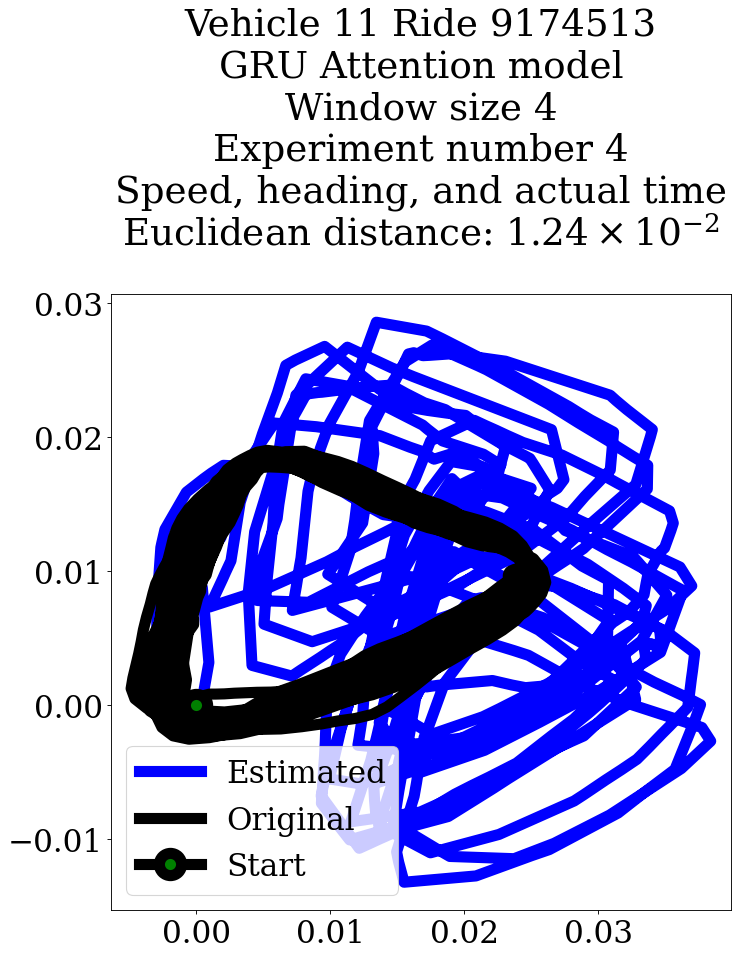 Vehicle 11 Ride 9174513
GRU Attention model
Window size 4
Experiment number 4
Speed, heading, and actual time
Euclidean distance: 1.24 × 10⁻²
0.03
0.02
0.01
0.00
−0.01
Estimated
Original
Start
0.00 0.01 0.02 0.03